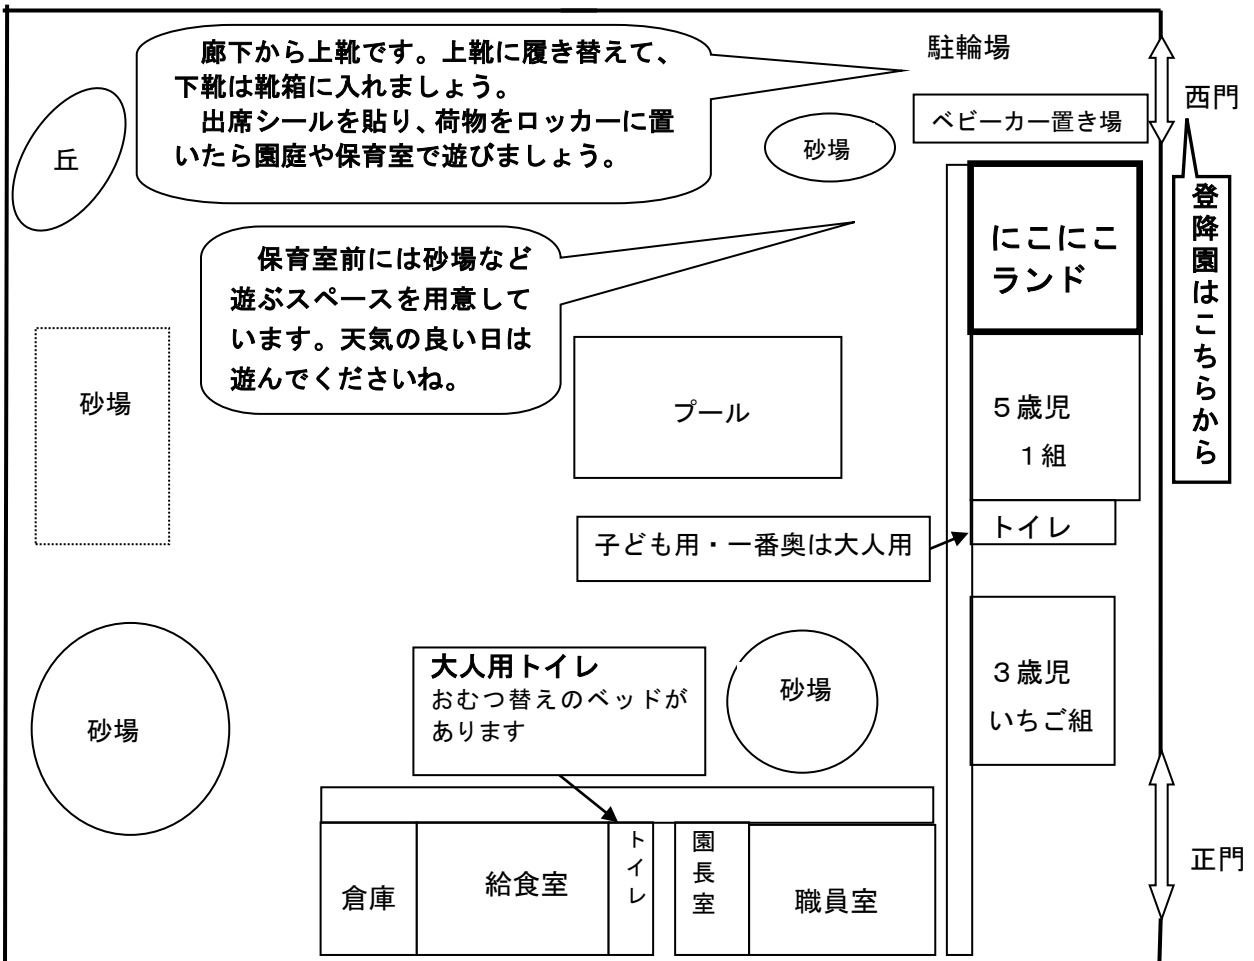 廊下から上靴です。上靴に履き替えて、
下靴は靴箱に入れましょう。
出席シールを貼り、荷物をロッカーに置
いたら園庭や保育室で遊びましょう。
駐輪場
西門
ベビーカー置き場
砂場
丘
登降園はこちらから
にこにこ
ランド
保育室前には砂場など
遊ぶスペースを用意して
います。天気の良い日は
遊んでくださいね。
砂場
プール
５歳児
１組
トイレ
子ども用・一番奥は大人用
大人用トイレ
おむつ替えのベッドが
あります
砂場
３歳児
いちご組
砂場
正門
倉庫
給食室
トイレ
園長室
職員室